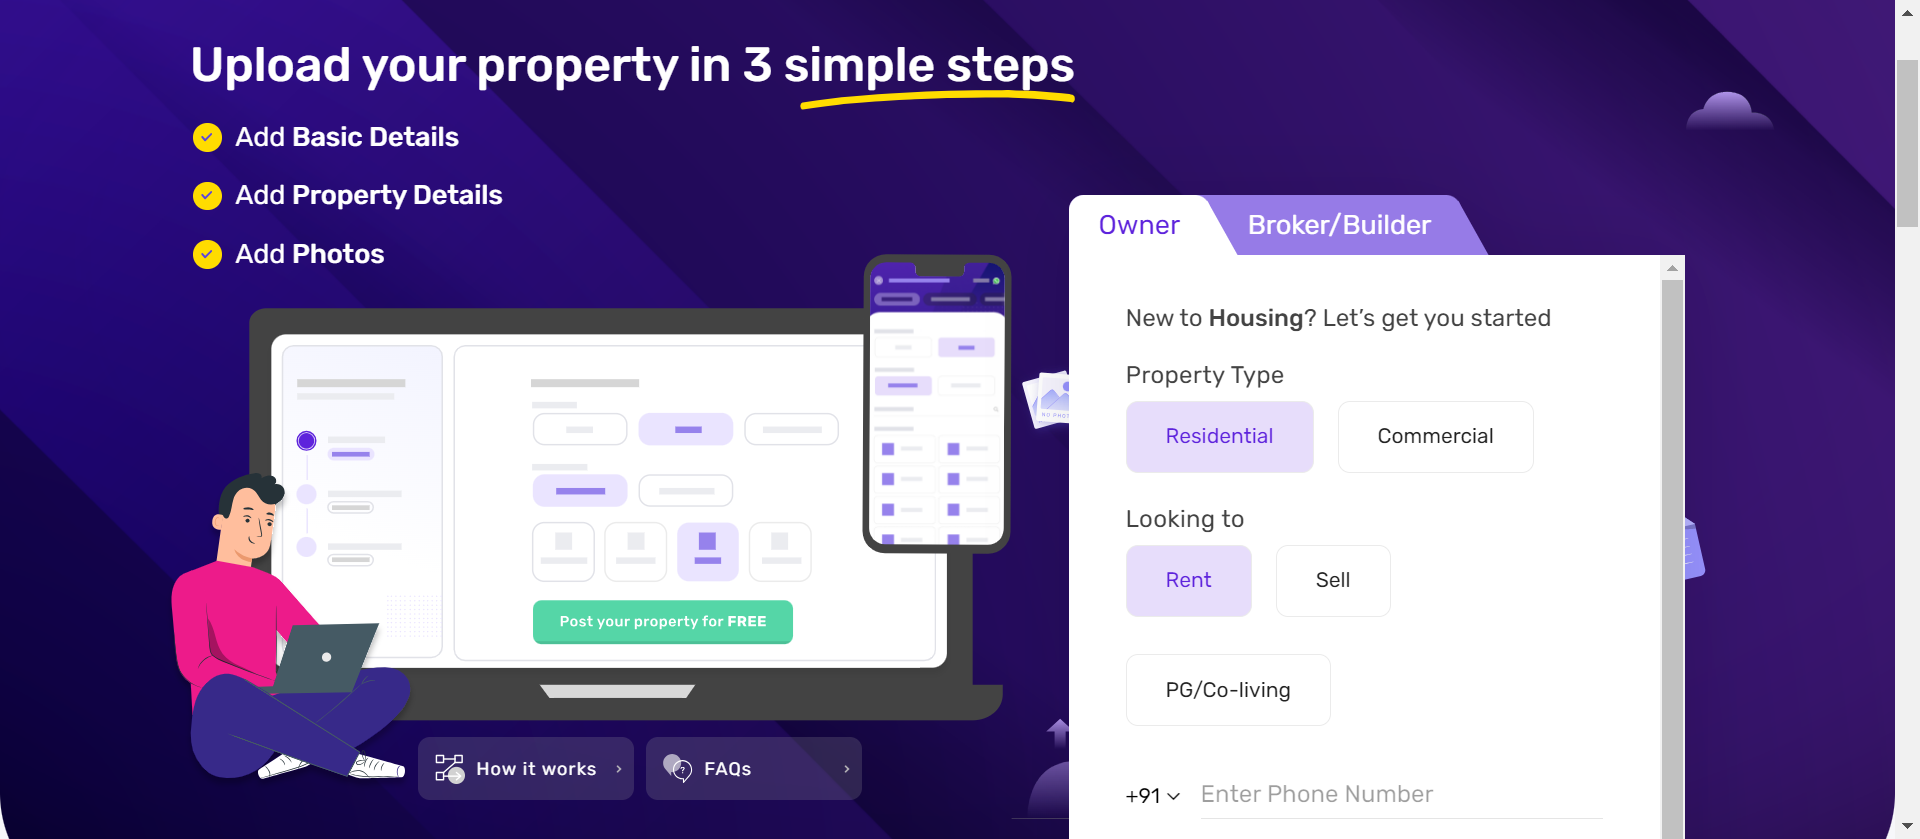 Upload your property in 3 simple steps
Add Basic Details
Add Property Details
Add Photos
Post your property for FREE
How it works
FAQs
Owner
Broker/Builder
New to Housing? Let’s get you started
Property Type
Residential
Commercial
Looking to
Rent
Sell
PG/Co-living
+91
Enter Phone Number